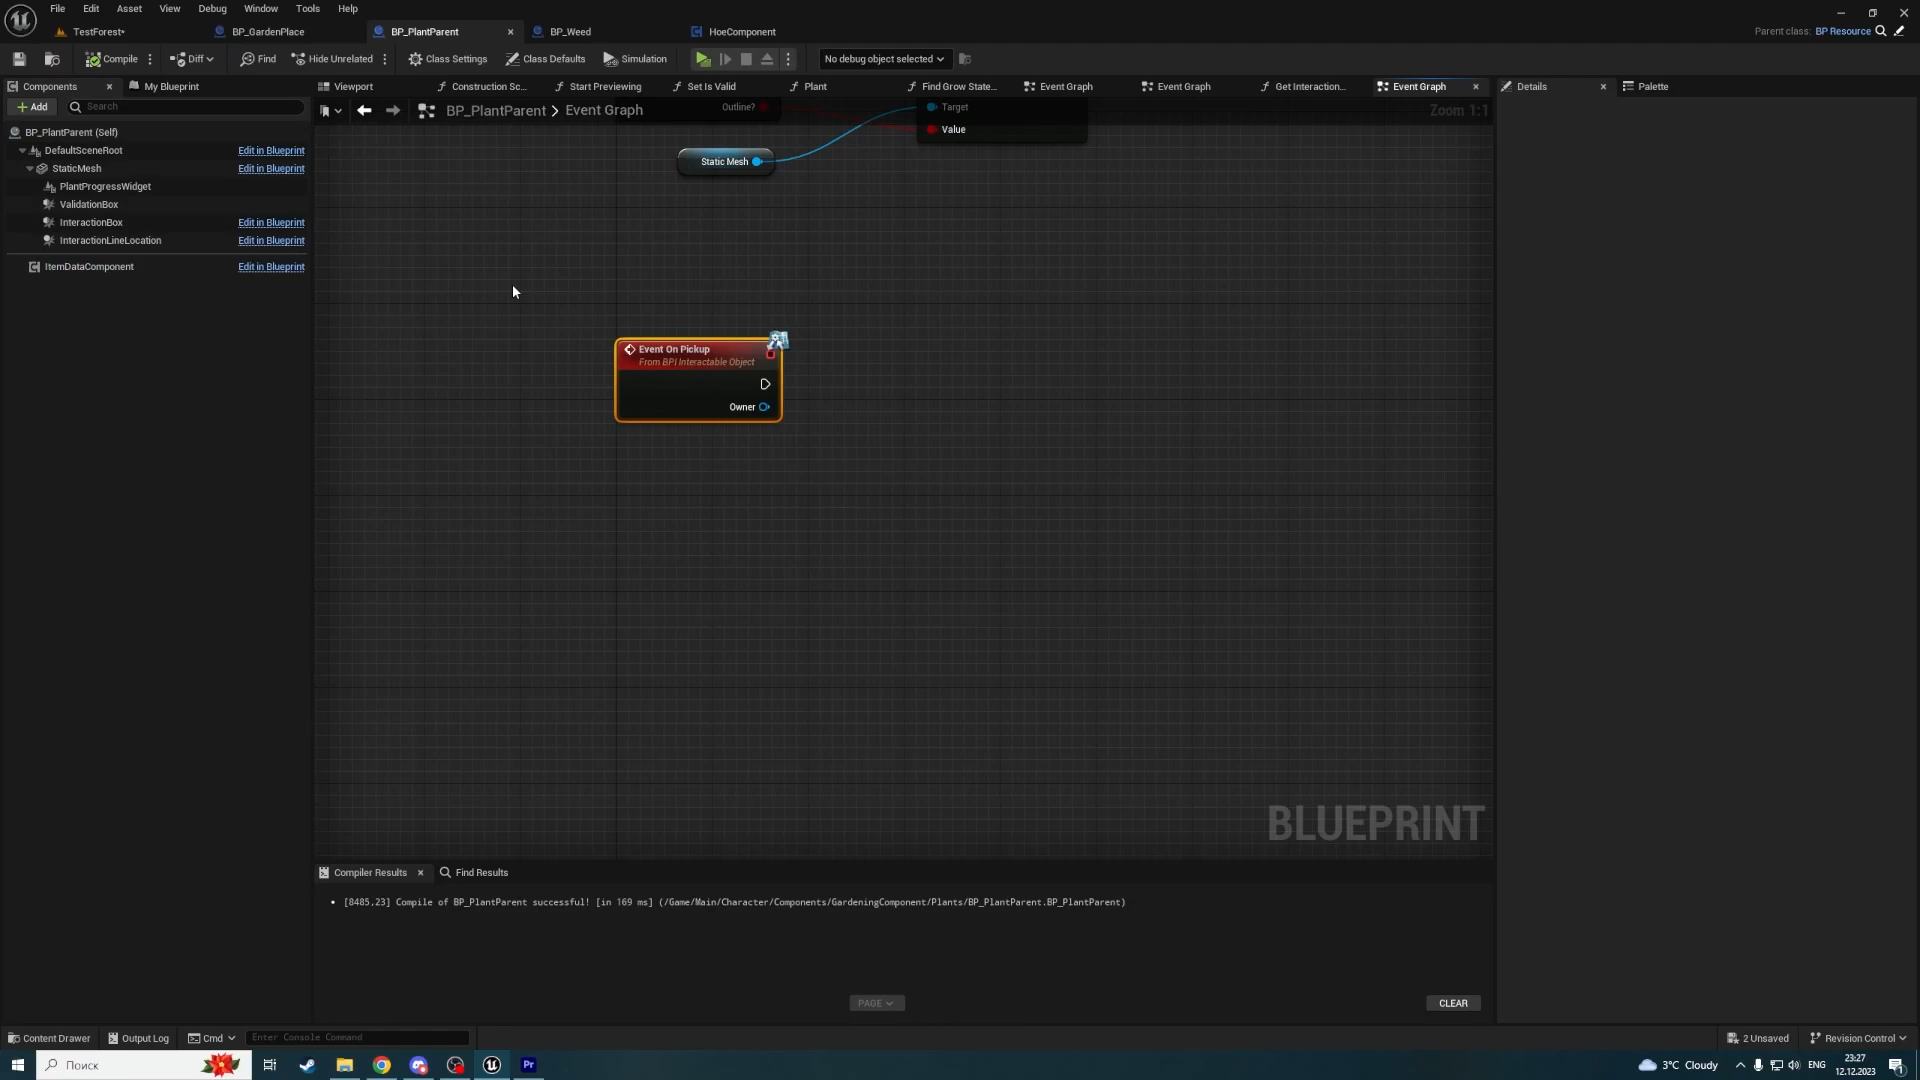 File Edit Asset View Debug Window Tools Help
TestForest* BP_GardenPlace BP_PlantParent BP_Weed HoeComponent
Parent class: BP Resource
Compile Diff Find Hide Unrelated Class Settings Class Defaults Simulation No debug object selected
Components My Blueprint Viewport Construction Sc... Start Previewing Set Is Valid Plant Find Grow State... Event Graph Event Graph Get Interaction... Event Graph Details Palette
+ Add Search
BP_PlantParent > Event Graph
Zoom 1:1
Outline?
Target
Value
Static Mesh
BP_PlantParent (Self)
DefaultSceneRoot Edit in Blueprint
StaticMesh Edit in Blueprint
PlantProgressWidget
ValidationBox
InteractionBox Edit in Blueprint
InteractionLineLocation Edit in Blueprint
ItemDataComponent Edit in Blueprint
Event On Pickup
From BPI Interactable Object
Owner
BLUEPRINT
Compiler Results Find Results
• [8485,23] Compile of BP_PlantParent successful! [in 169 ms] (/Game/Main/Character/Components/GardeningComponent/Plants/BP_PlantParent.BP_PlantParent)
PAGE
CLEAR
Content Drawer Output Log Cmd Enter Console Command 2 Unsaved Revision Control
Поиск
Pr
3°C Cloudy ENG
23:27
12.12.2023
1